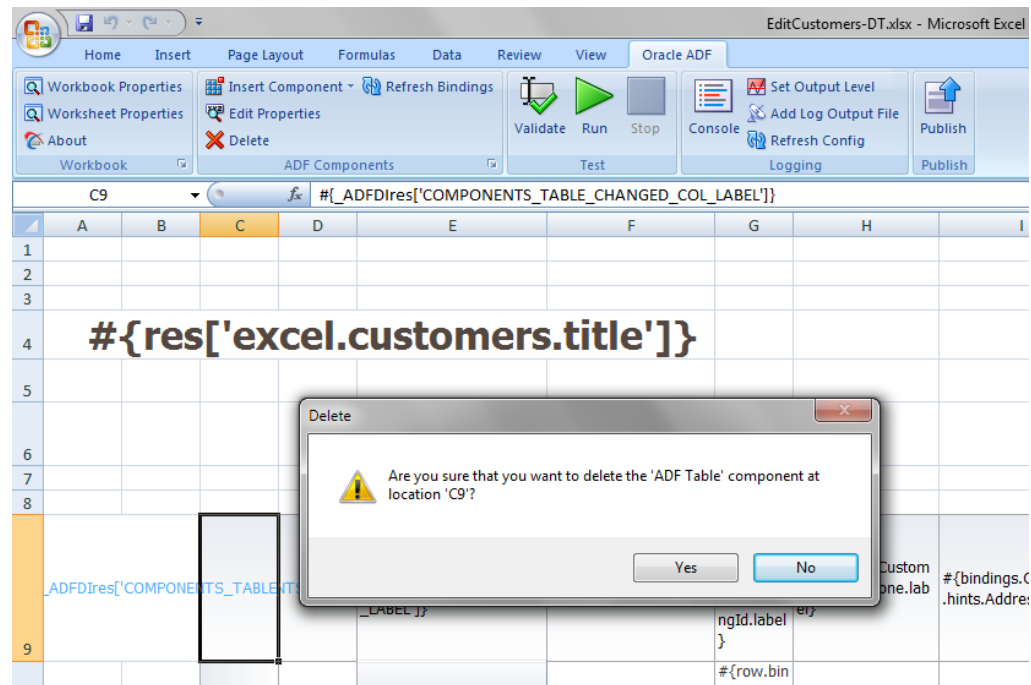 EditCustomers-DT.xlsx - Microsoft Excel
Home Insert Page Layout Formulas Data Review View Oracle ADF
Workbook Properties Insert Component Refresh Bindings Set Output Level
Worksheet Properties Edit Properties Add Log Output File
Validate Run Stop Console Publish
About Delete Refresh Config
Workbook ADF Components Test Logging Publish
C9 fx #{_ADFDIres['COMPONENTS_TABLE_CHANGED_COL_LABEL']}
A B C D E F G H I
1
2
3
4 #{res['excel.customers.title']}
5
Delete
6
Are you sure that you want to delete the 'ADF Table' component at
location 'C9'?
7
8
Yes No
_ADFDIres['COMPONENTS_TABLE
_LABEL']}
ngId.label
}
Custom
one.lab
el}
#{bindings.C
.hints.Addres
9
#{row.bin